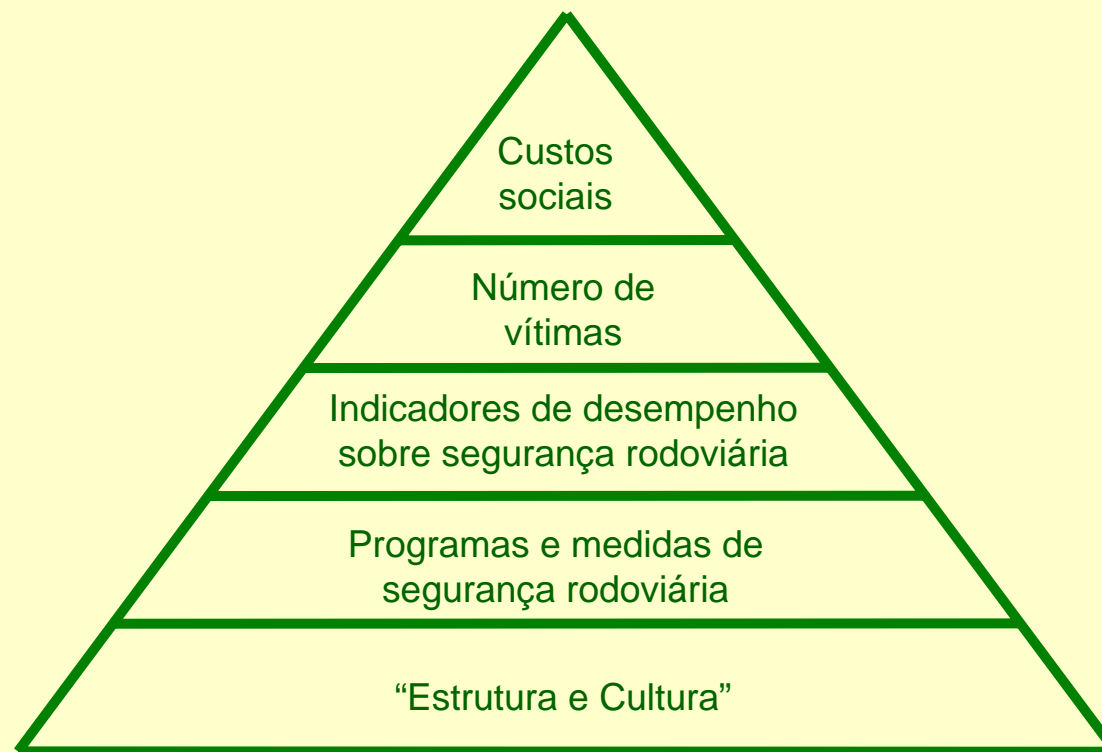 Custos
sociais
Número de
vítimas
Indicadores de desempenho
sobre segurança rodoviária
Programas e medidas de
segurança rodoviária
“Estrutura e Cultura”